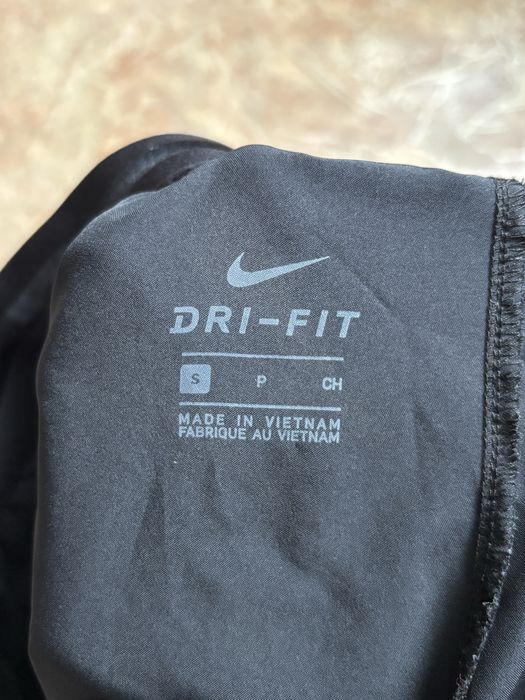 DRI-FIT
S P CH
MADE IN VIETNAM
FABRIQUE AU VIETNAM